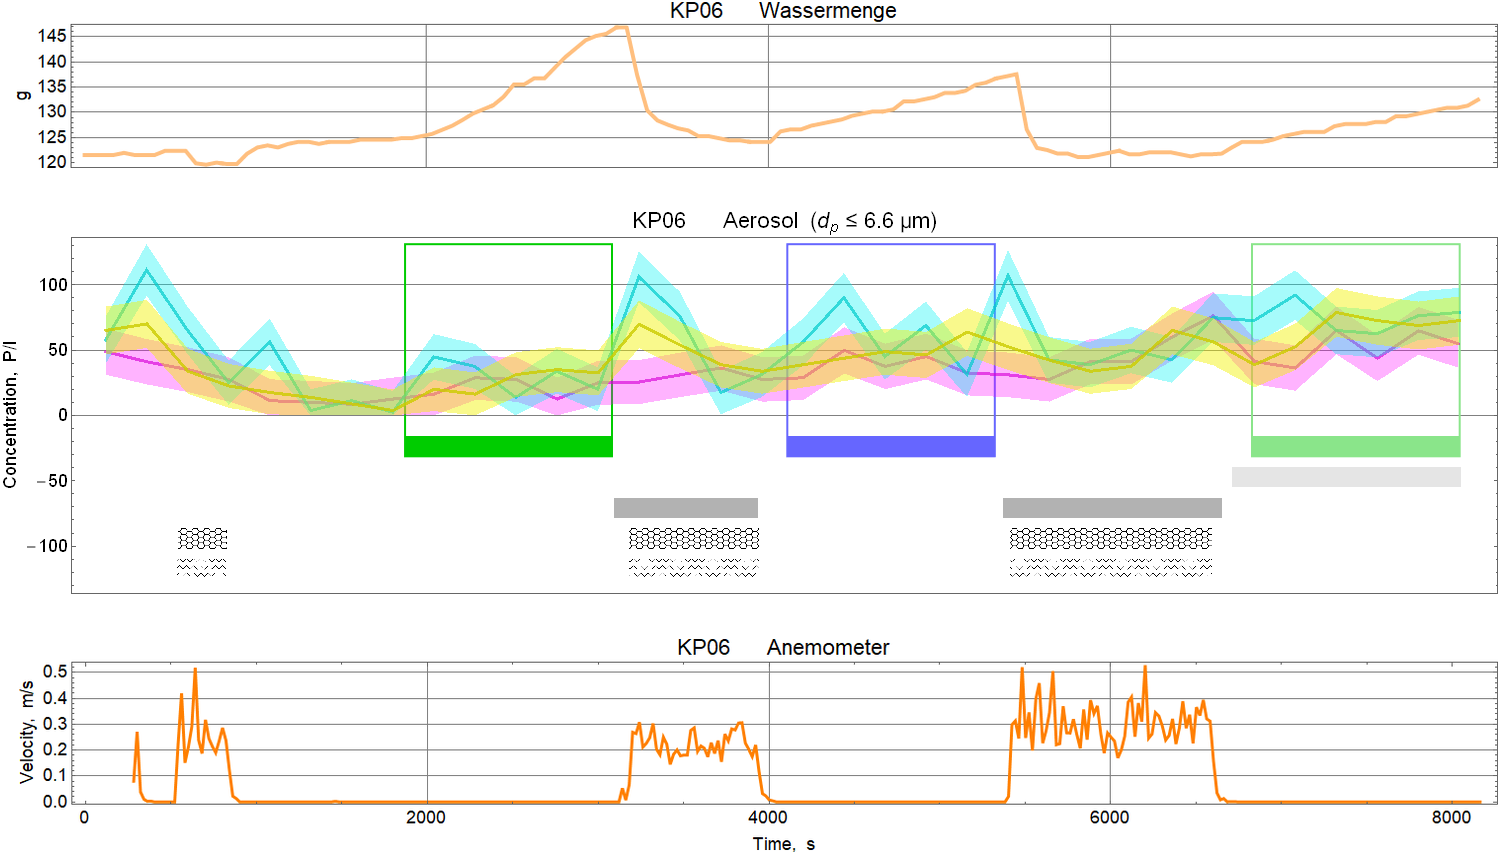 KP06 Wassermenge
145
140
135
130
125
120
g
KP06 Aerosol (dp ≤ 6.6 µm)
100
50
0
−50
−100
Concentration, P/l
KP06 Anemometer
0.5
0.4
0.3
0.2
0.1
0.0
Velocity, m/s
0 2000 4000 6000 8000
Time, s